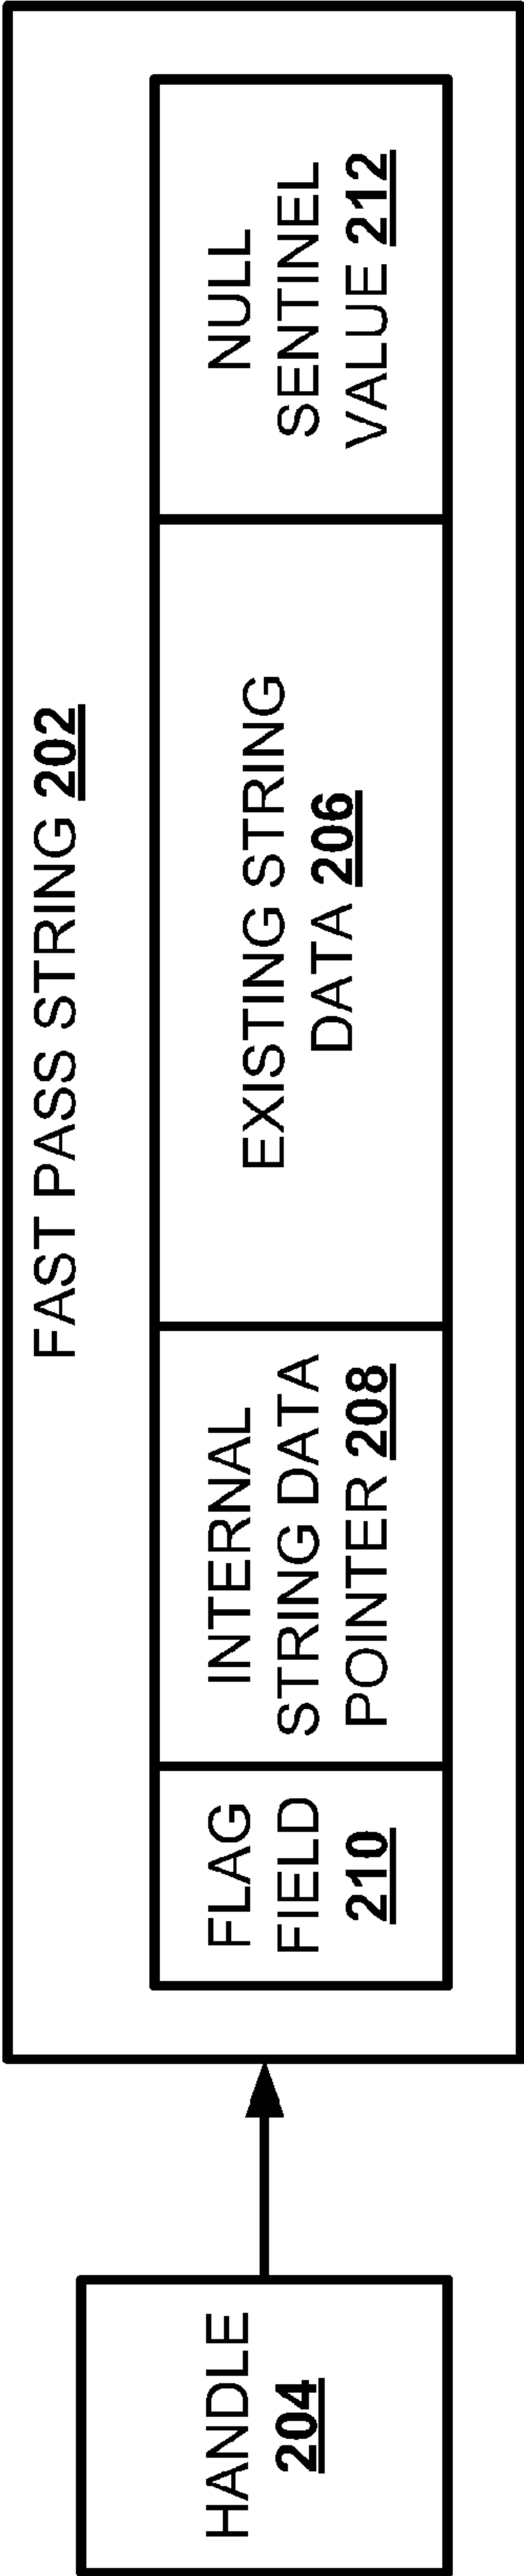 FAST PASS STRING 202
HANDLE
204
FLAG
FIELD
210
INTERNAL
STRING DATA
POINTER 208
EXISTING STRING
DATA 206
NULL
SENTINEL
VALUE 212